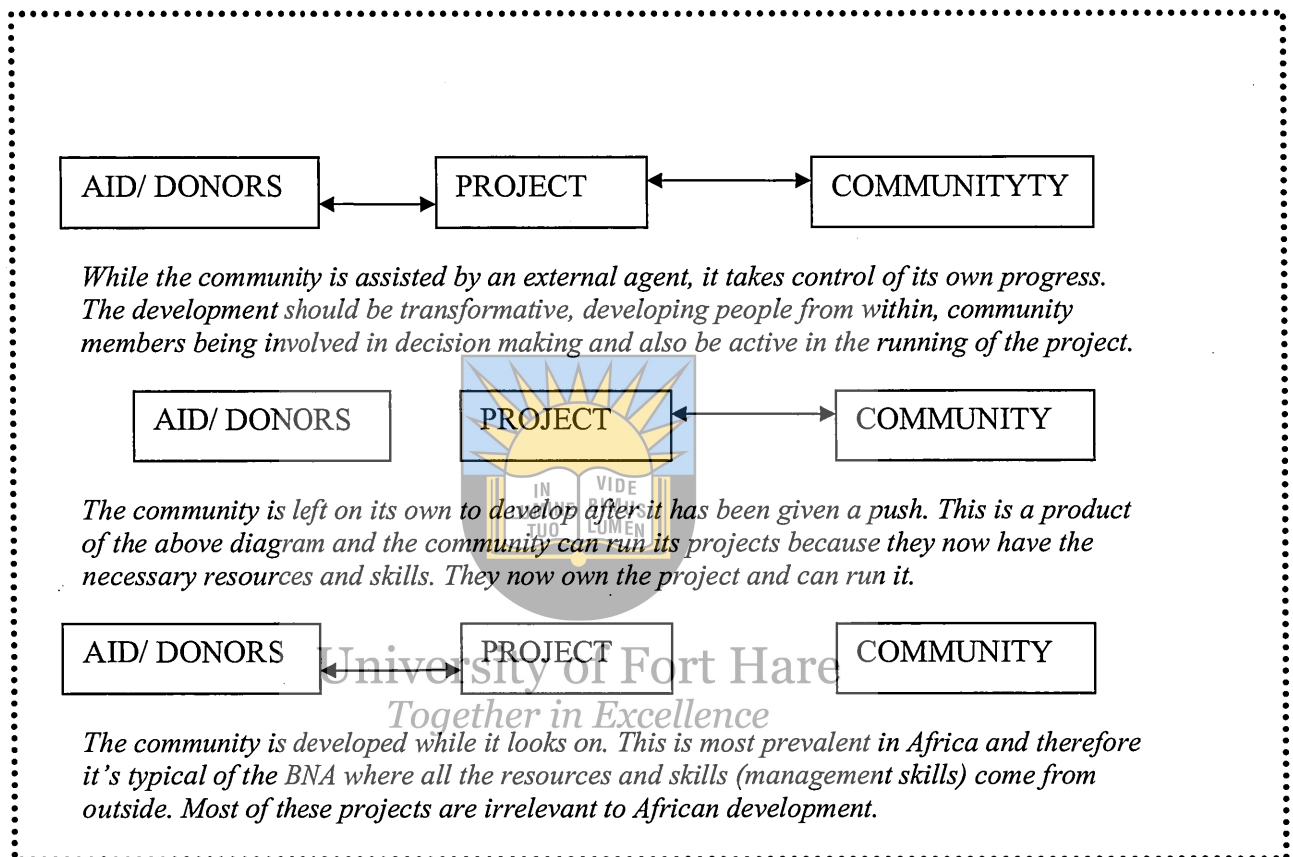 AID/ DONORS PROJECT COMMUNITYTY
While the community is assisted by an external agent, it takes control of its own progress.
The development should be transformative, developing people from within, community
members being involved in decision making and also be active in the running of the project.
AID/ DONORS PROJECT COMMUNITY
IN VIDE
TUO LUMEN
The community is left on its own to develop after it has been given a push. This is a product
of the above diagram and the community can run its projects because they now have the
necessary resources and skills. They now own the project and can run it.
AID/ DONORS PROJECT COMMUNITY
University of Fort Hare
Together in Excellence
The community is developed while it looks on. This is most prevalent in Africa and therefore
it's typical of the BNA where all the resources and skills (management skills) come from
outside. Most of these projects are irrelevant to African development.